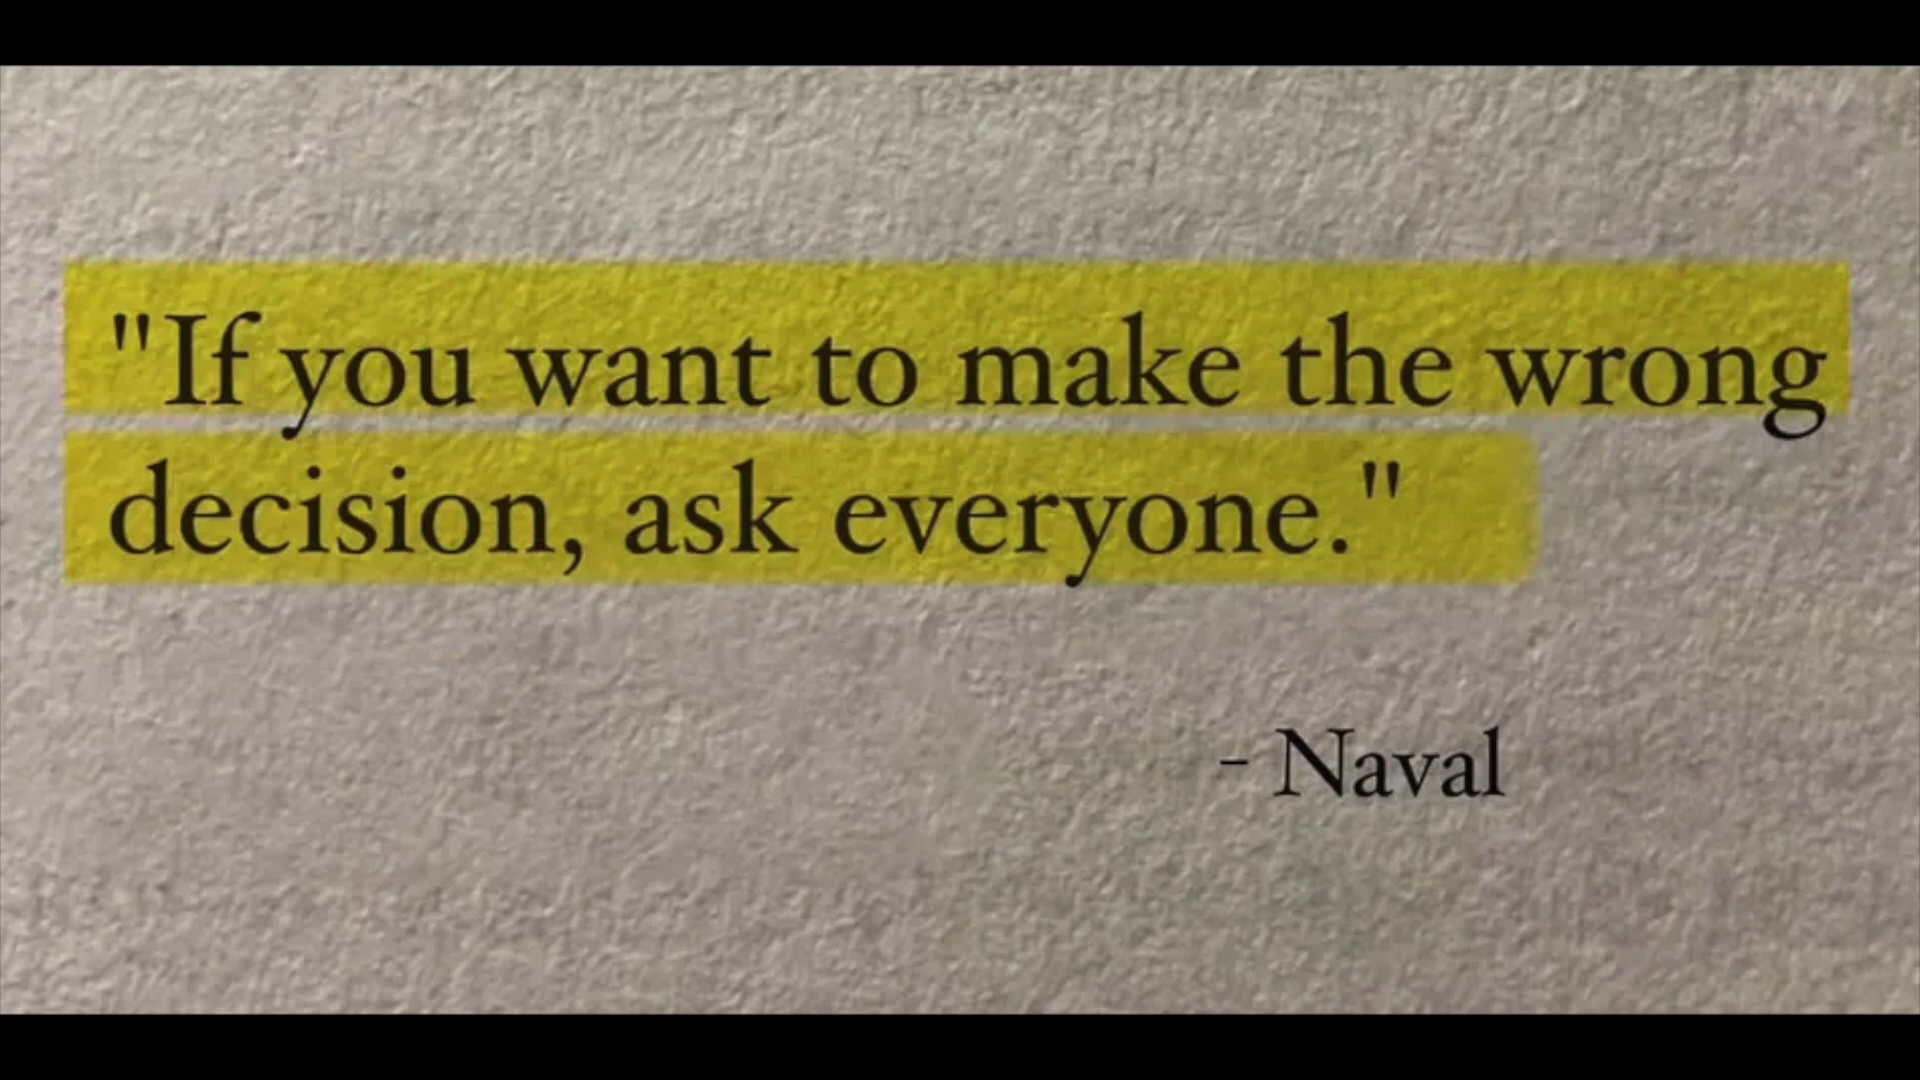 "If you want to make the wrong
decision, ask everyone."
- Naval